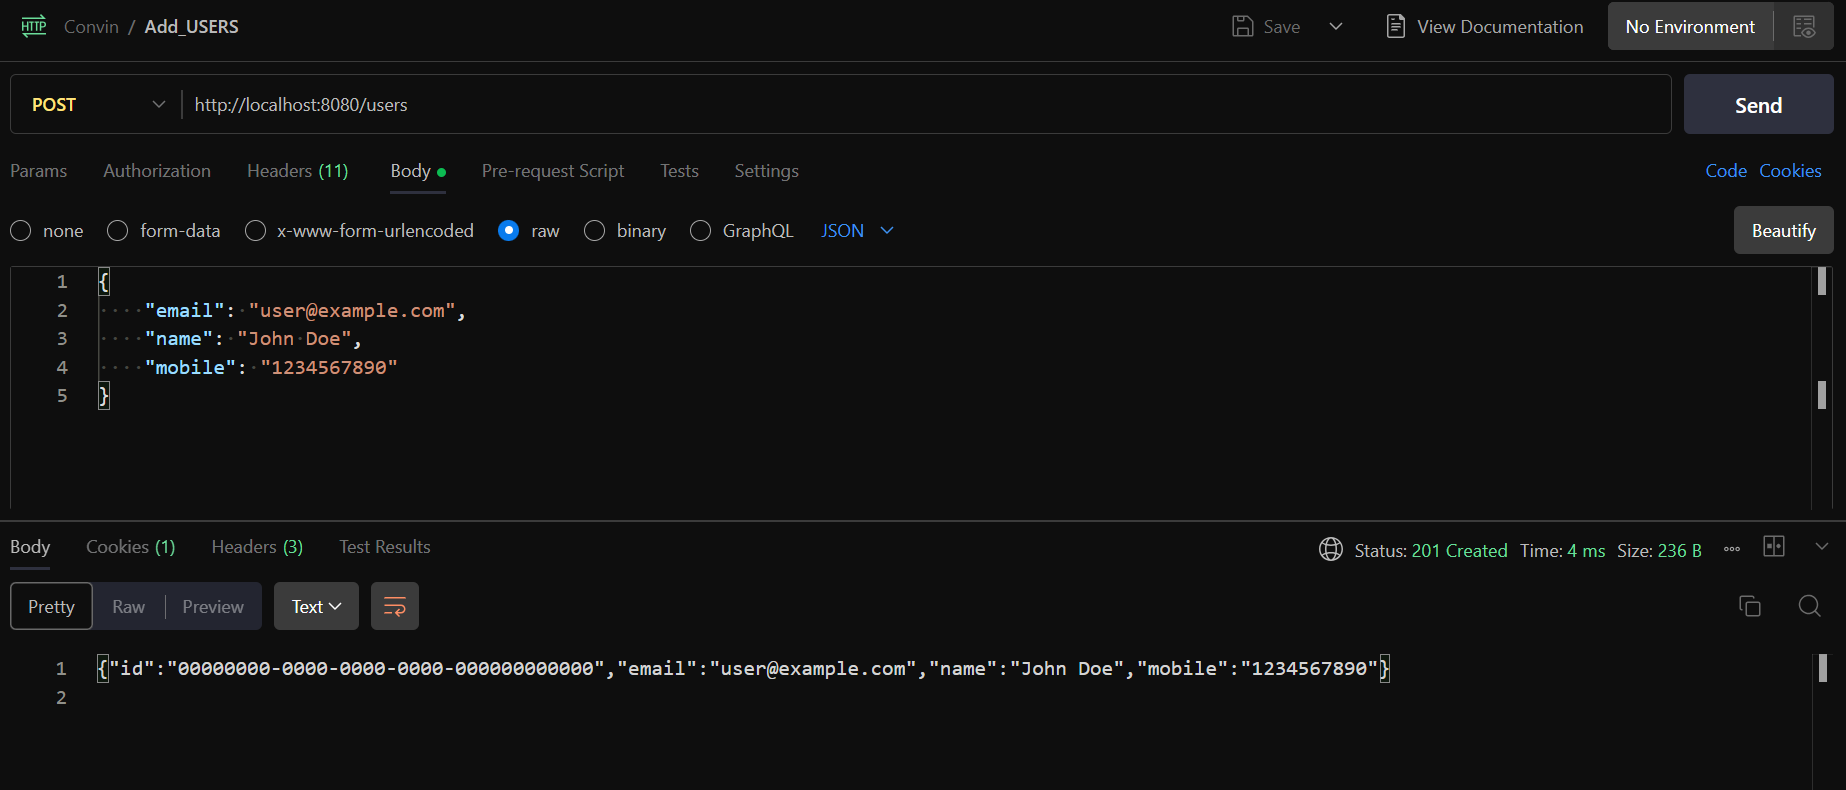 HTTP Convin / Add_USERS Save View Documentation No Environment
POST http://localhost:8080/users Send
Params Authorization Headers (11) Body Pre-request Script Tests Settings Code Cookies
none form-data x-www-form-urlencoded raw binary GraphQL JSON Beautify
1 {
2 "email": "user@example.com",
3 "name": "John Doe",
4 "mobile": "1234567890"
5 }
Body Cookies (1) Headers (3) Test Results Status: 201 Created Time: 4 ms Size: 236 B
Pretty Raw Preview Text
1 {"id":"00000000-0000-0000-0000-000000000000","email":"user@example.com","name":"John Doe","mobile":"1234567890"}
2